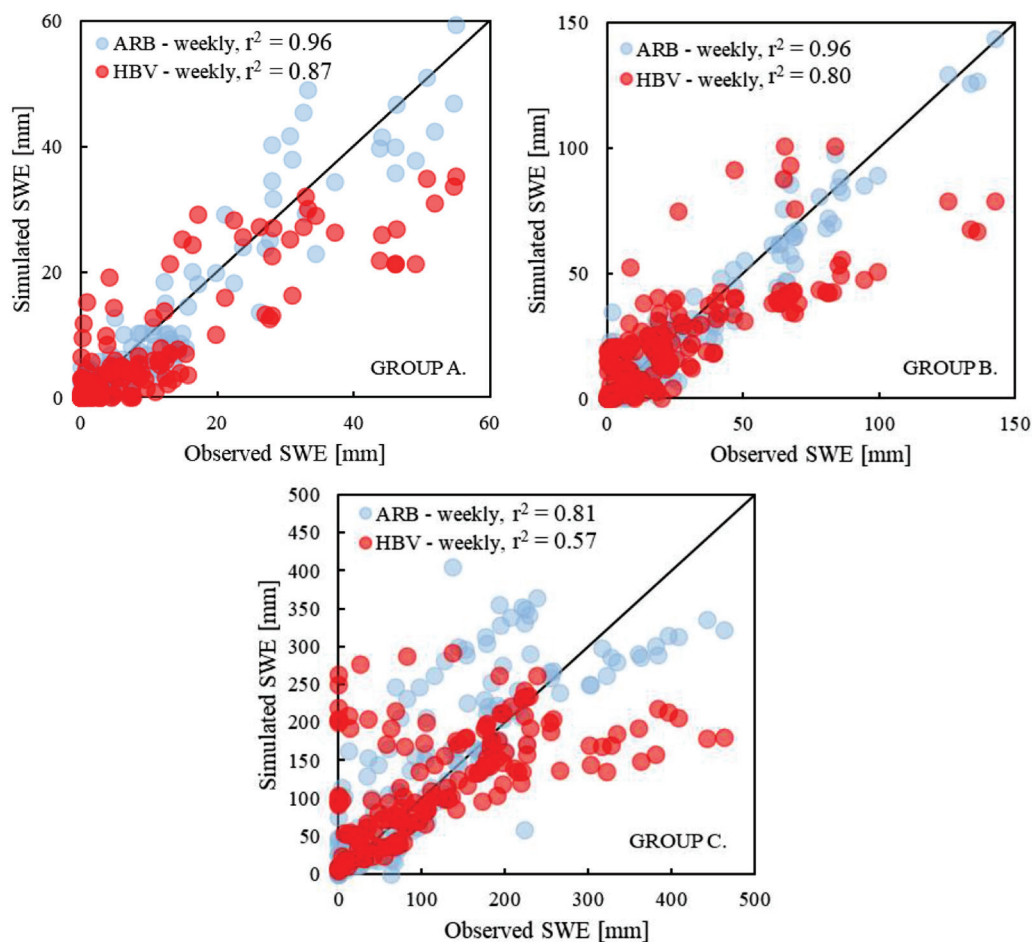 60
ARB - weekly, r² = 0.96
HBV - weekly, r² = 0.87
40
Simulated SWE [mm]
20
GROUP A.
0
0 20 40 60
Observed SWE [mm]
150
ARB - weekly, r² = 0.96
HBV - weekly, r² = 0.80
100
Simulated SWE [mm]
50
GROUP B.
0
0 50 100 150
Observed SWE [mm]
500
ARB - weekly, r² = 0.81
450
HBV - weekly, r² = 0.57
400
350
300
Simulated SWE [mm]
250
200
150
100
50
GROUP C.
0
0 100 200 300 400 500
Observed SWE [mm]